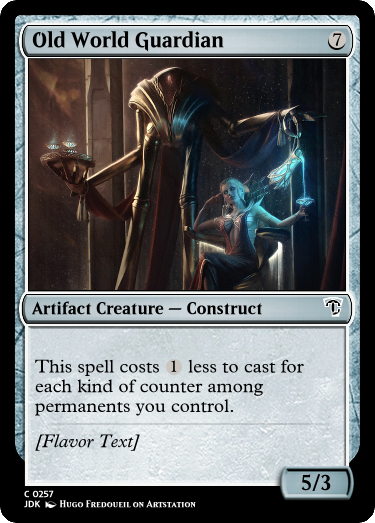 Old World Guardian 7
Artifact Creature — Construct
This spell costs 1 less to cast for
each kind of counter among
permanents you control.
[Flavor Text]
5/3
C 0257
JDK Hugo Fredoueil on Artstation